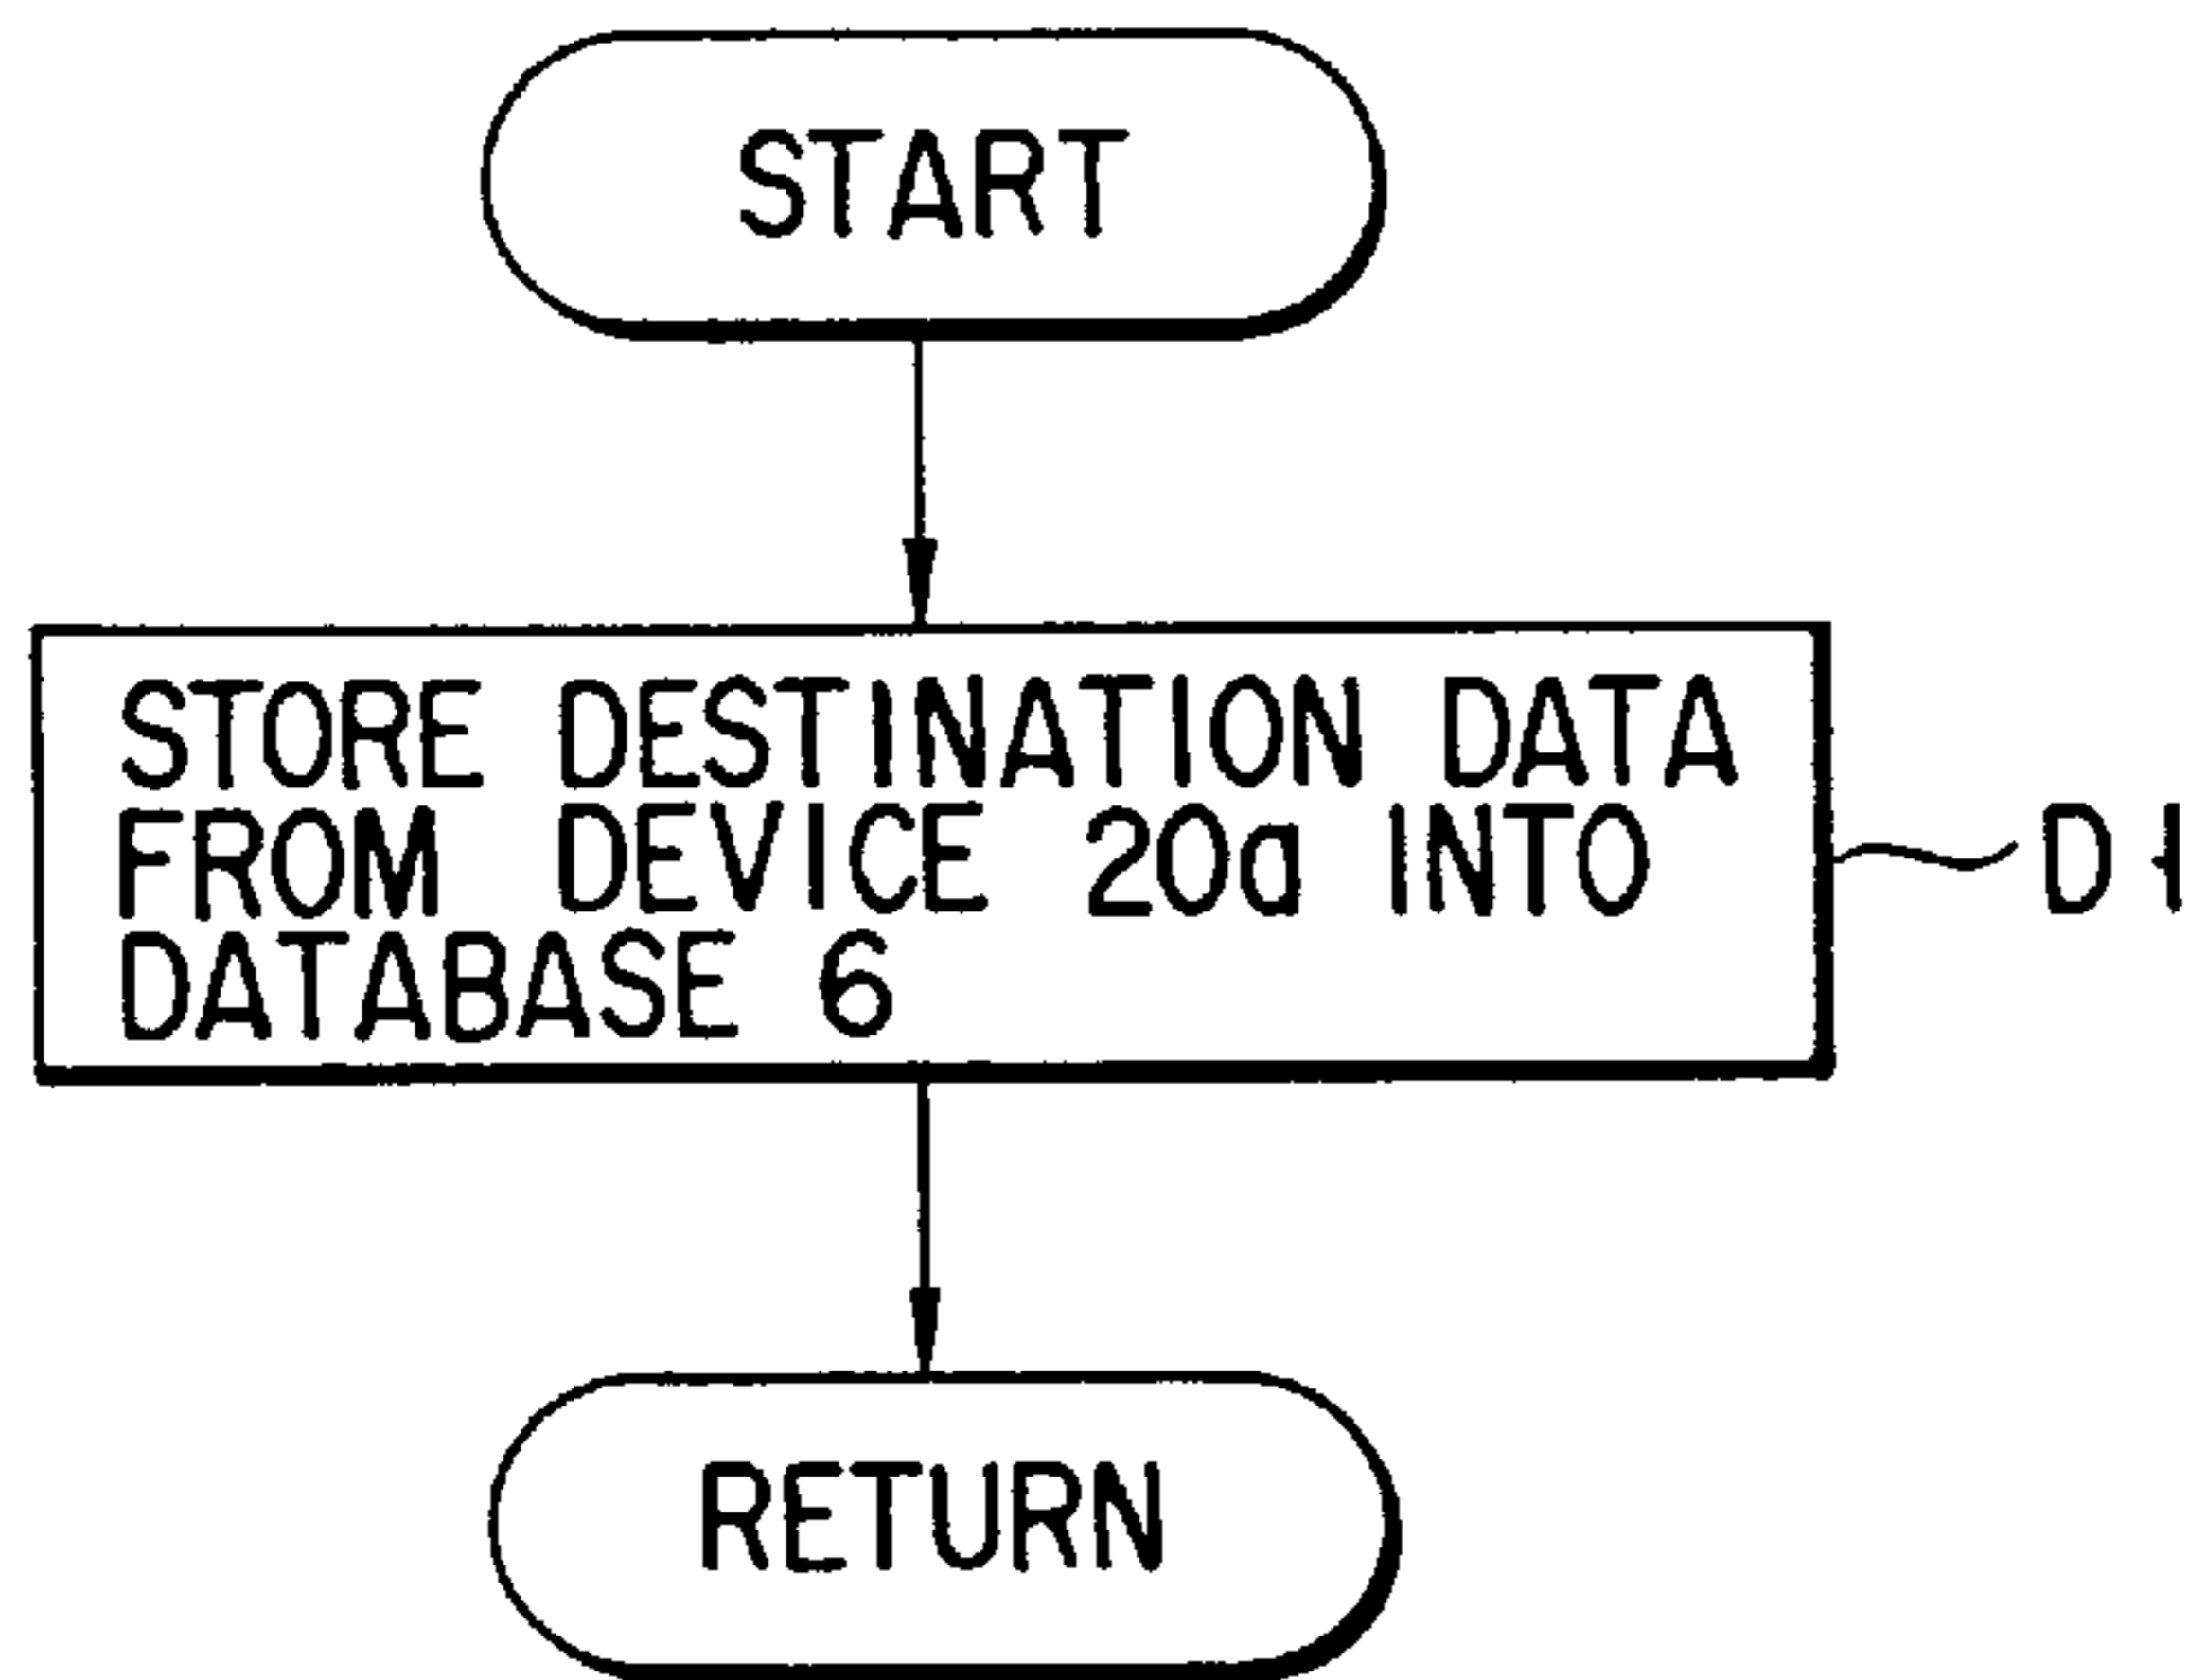 START
STORE DESTINATION DATA
FROM DEVICE 20a INTO
DATABASE 6
D1
RETURN